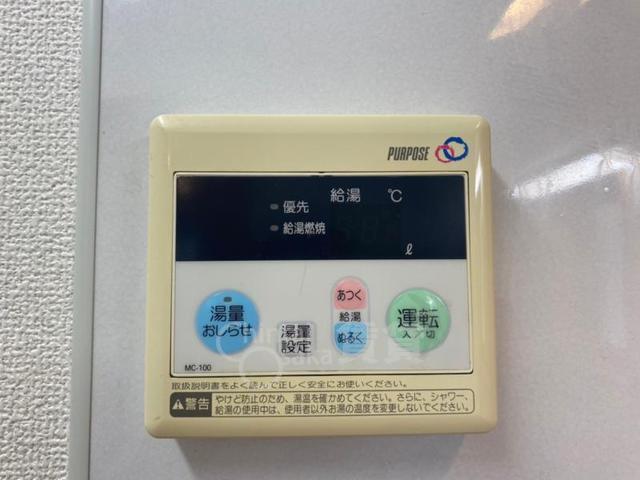 PURPOSE
給湯 ℃
優先
給湯燃焼
ℓ
湯量
おしらせ
湯量
設定
あつく
給湯
ぬるく
運転
入/切
MC-100
取扱説明書をよく読んで正しく安全にお使いください。
警告 やけど防止のため、湯温を確かめてください。さらに、シャワー、
給湯の使用中は、使用者以外お湯の温度を変更しないでください。